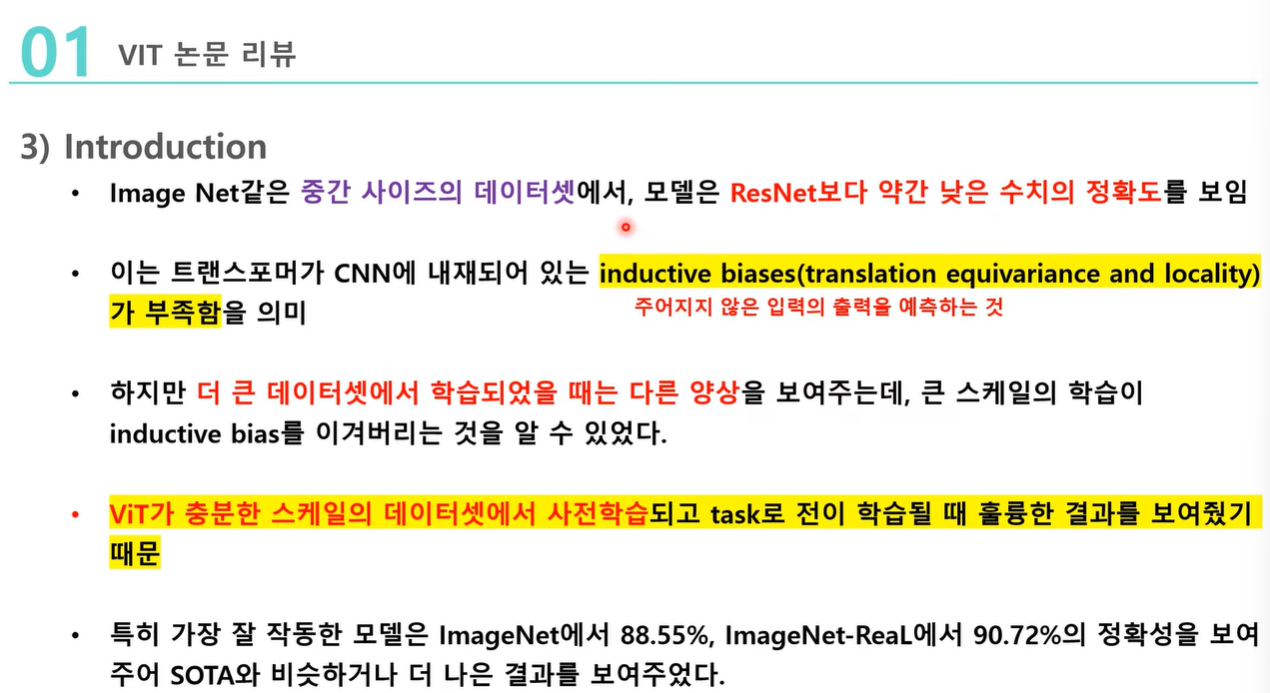 01 VIT 논문 리뷰
3) Introduction
• Image Net같은 중간 사이즈의 데이터셋에서, 모델은 ResNet보다 약간 낮은 수치의 정확도를 보임
• 이는 트랜스포머가 CNN에 내재되어 있는 inductive biases(translation equivariance and locality)
가 부족함을 의미
주어지지 않은 입력의 출력을 예측하는 것
• 하지만 더 큰 데이터셋에서 학습되었을 때는 다른 양상을 보여주는데, 큰 스케일의 학습이
inductive bias를 이겨버리는 것을 알 수 있었다.
• ViT가 충분한 스케일의 데이터셋에서 사전학습되고 task로 전이 학습될 때 훌륭한 결과를 보여줬기
때문
• 특히 가장 잘 작동한 모델은 ImageNet에서 88.55%, ImageNet-ReaL에서 90.72%의 정확성을 보여
주어 SOTA와 비슷하거나 더 나은 결과를 보여주었다.